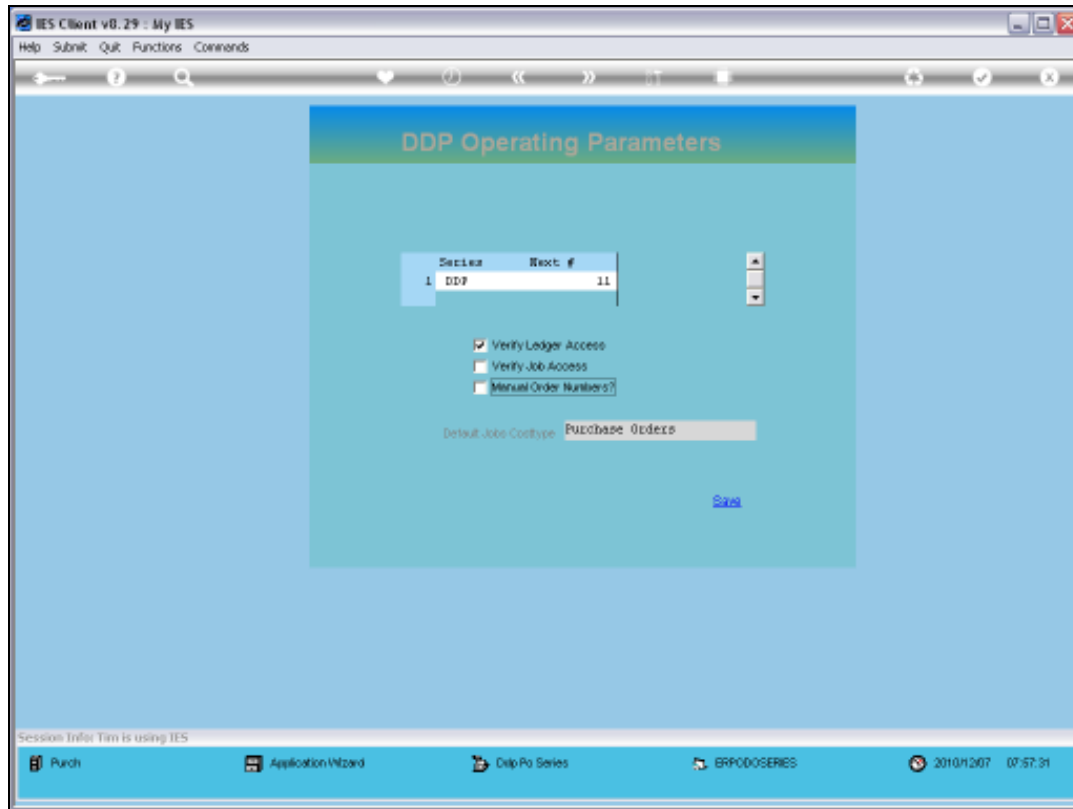 IES Client v8.29 : My IES
Help Submit Quit Functions Commands
DDP Operating Parameters
Series Next #
1 DDP 11
Verify Ledger Access
Verify Job Access
Manual Order Numbers?
Default Jobs Costtype Purchase Orders
Save
Session Info: Tim is using IES
Purch Application Wizard Ddp Po Series ERPODOSERIES 2010/12/07 07:57:31